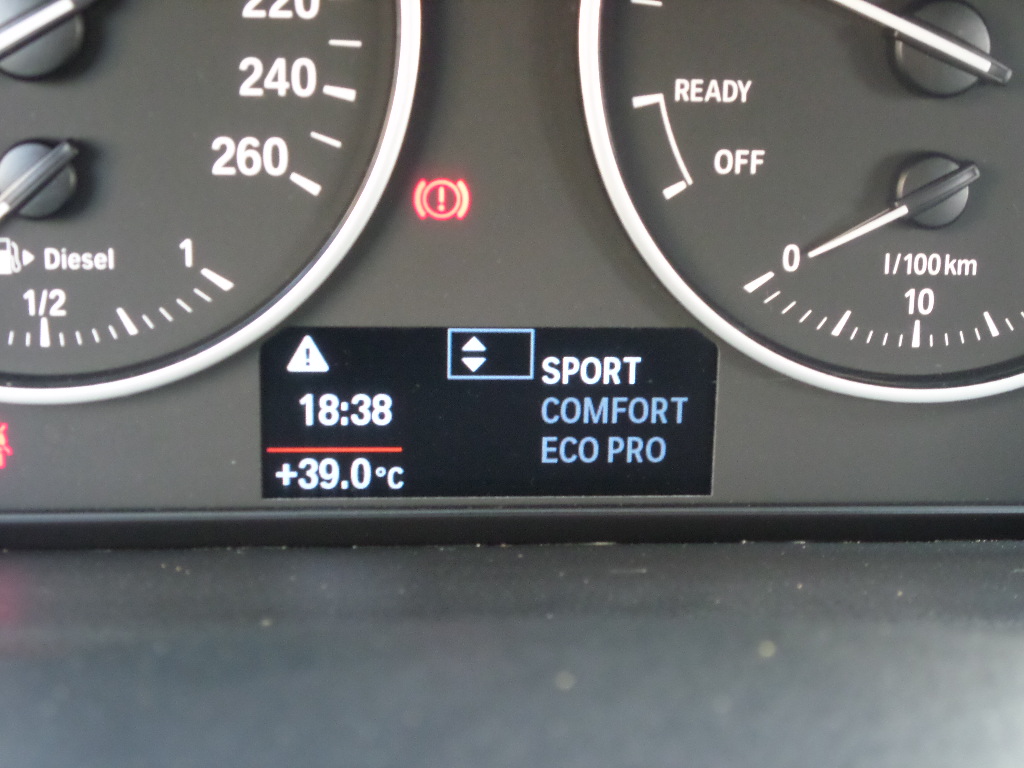 220
240
260
Diesel
1/2
1
READY
OFF
0
l/100km
10
18:38
+39.0°C
SPORT
COMFORT
ECO PRO